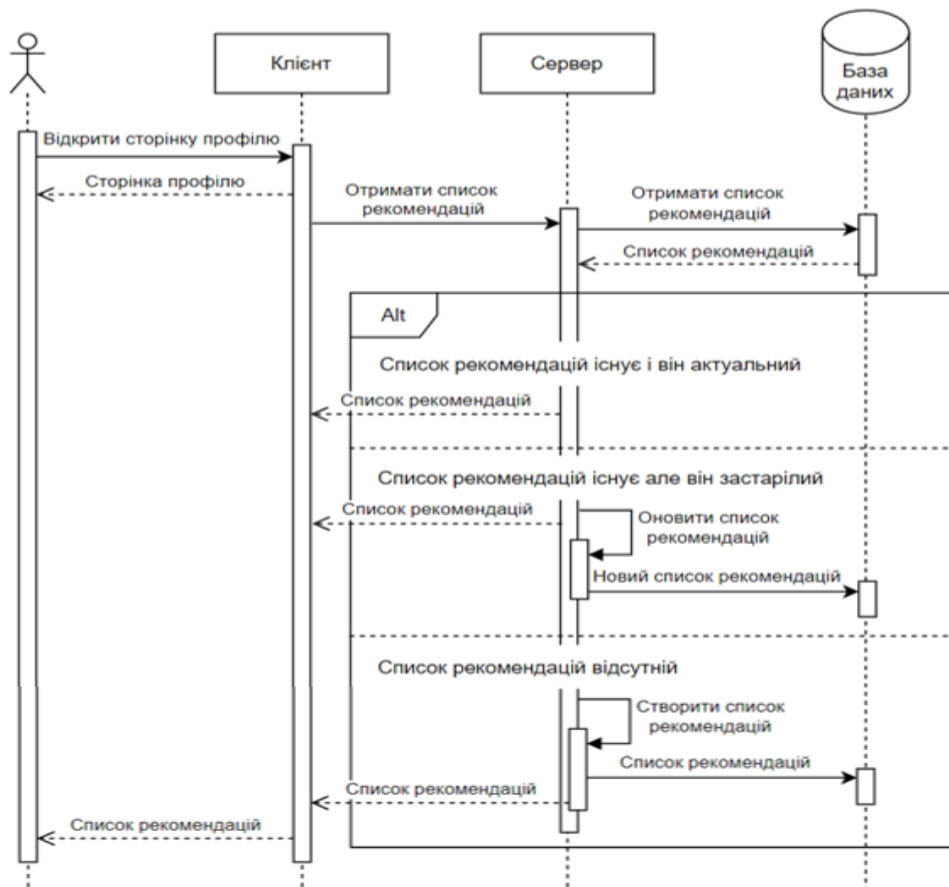 Клієнт
Сервер
База
даних
Відкрити сторінку профілю
Сторінка профілю
Отримати список
рекомендацій
Отримати список
рекомендацій
Список рекомендацій
Alt
Список рекомендацій існує і він актуальний
Список рекомендацій
Список рекомендацій існує але він застарілий
Список рекомендацій
Оновити список
рекомендацій
Новий список рекомендацій
Список рекомендацій відсутній
Створити список
рекомендацій
Список рекомендацій
Список рекомендацій
Список рекомендацій